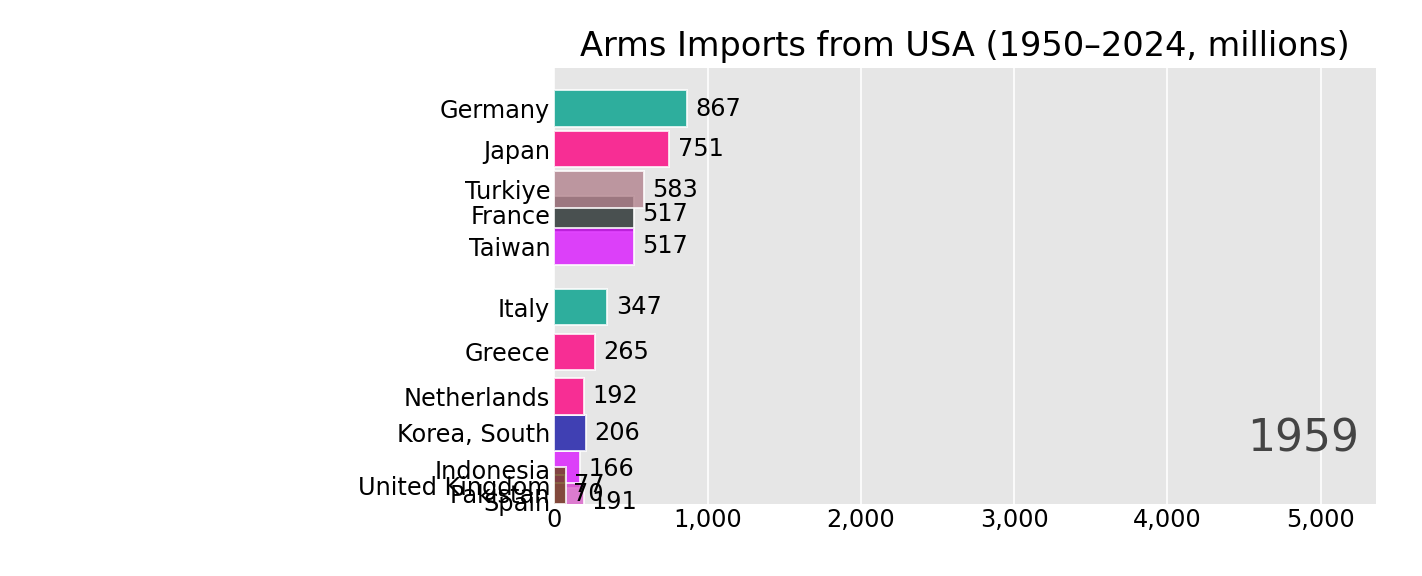 Arms Imports from USA (1950–2024, millions)
Germany 867
Japan 751
Turkiye 583
France 517
Taiwan 517
Italy 347
Greece 265
Netherlands 192
Korea, South 206
1959
Indonesia 166
United Kingdom 77
Pakistan 70
Spain 191
0 1,000 2,000 3,000 4,000 5,000